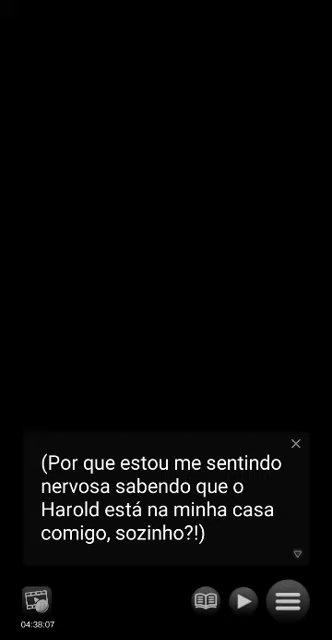 (Por que estou me sentindo
nervosa sabendo que o
Harold está na minha casa
comigo, sozinho?!)
04:38:07